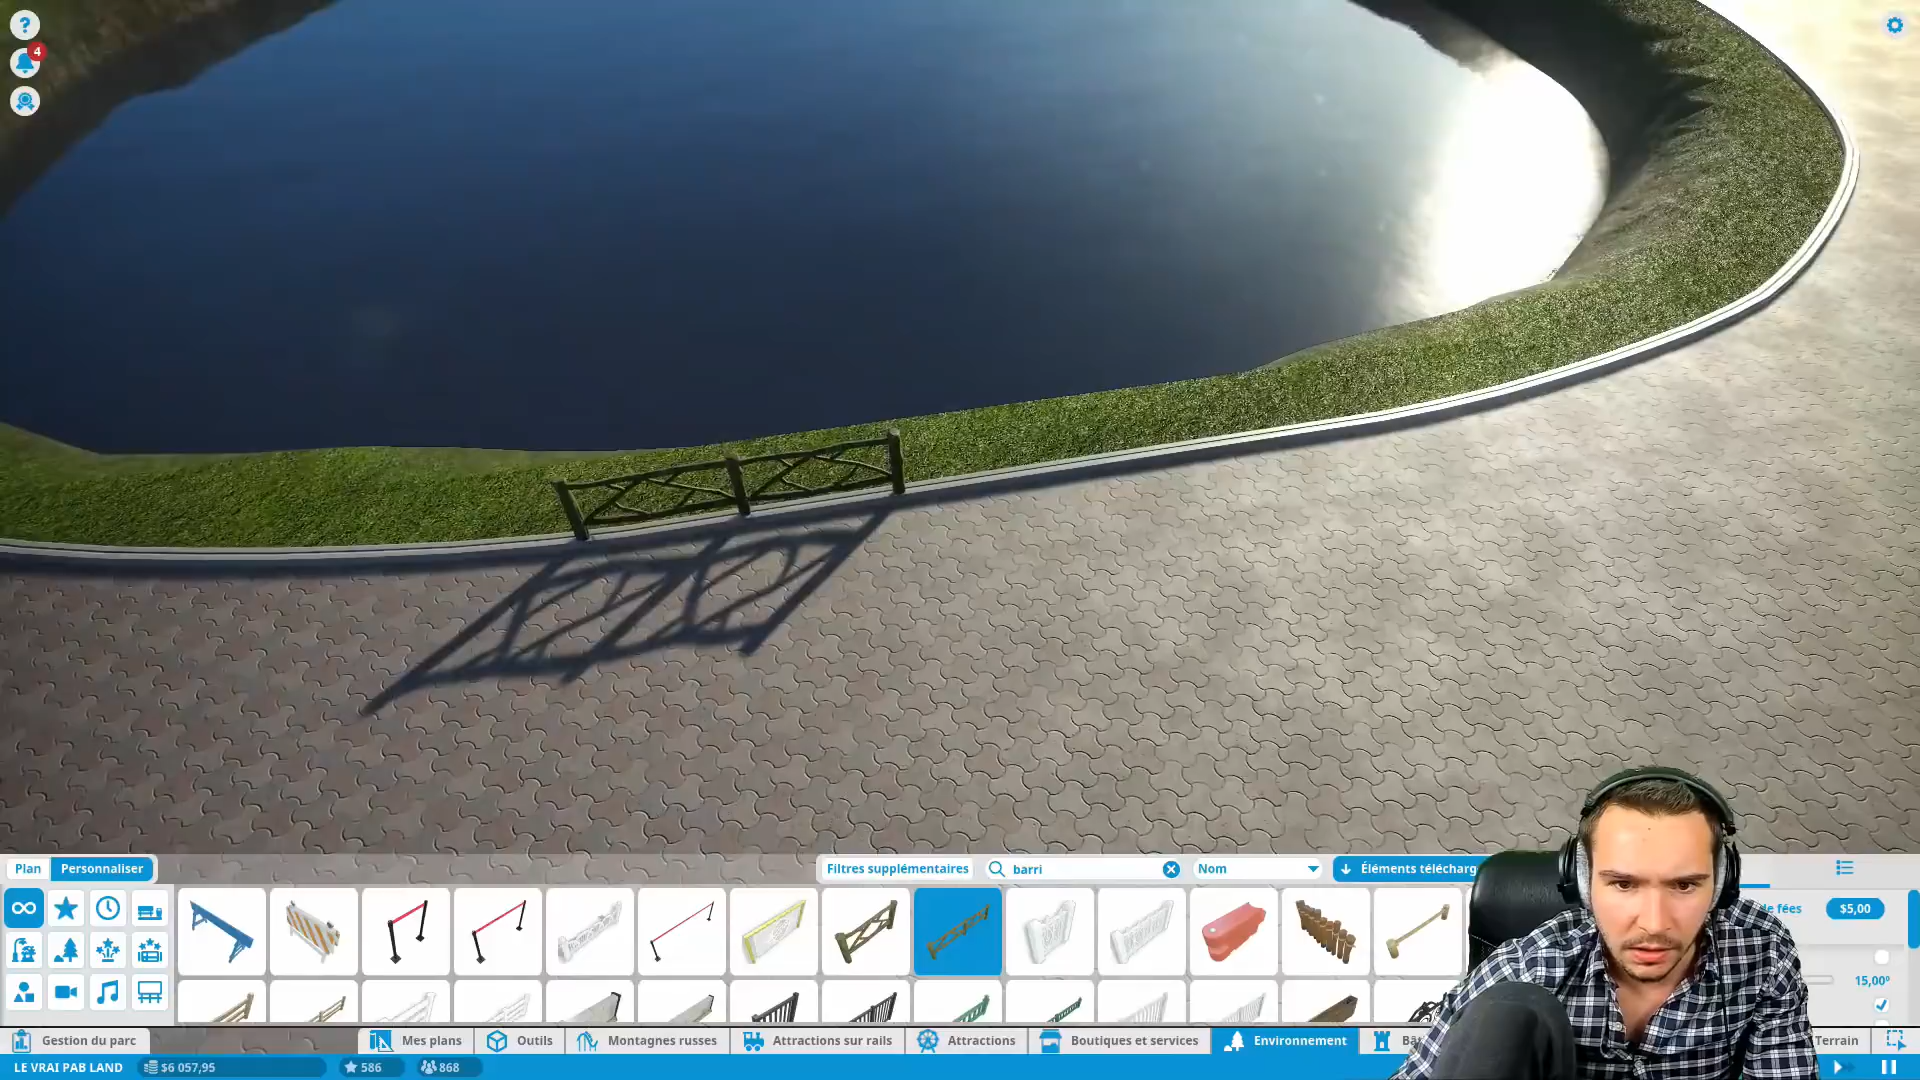 ?
4
Plan
Personnaliser
Filtres supplémentaires
barri
Nom
Éléments télécharg
de fées
$5,00
15,00°
Gestion du parc
Mes plans
Outils
Montagnes russes
Attractions sur rails
Attractions
Boutiques et services
Environnement
Terrain
LE VRAI PAB LAND
$6 057,95
586
868